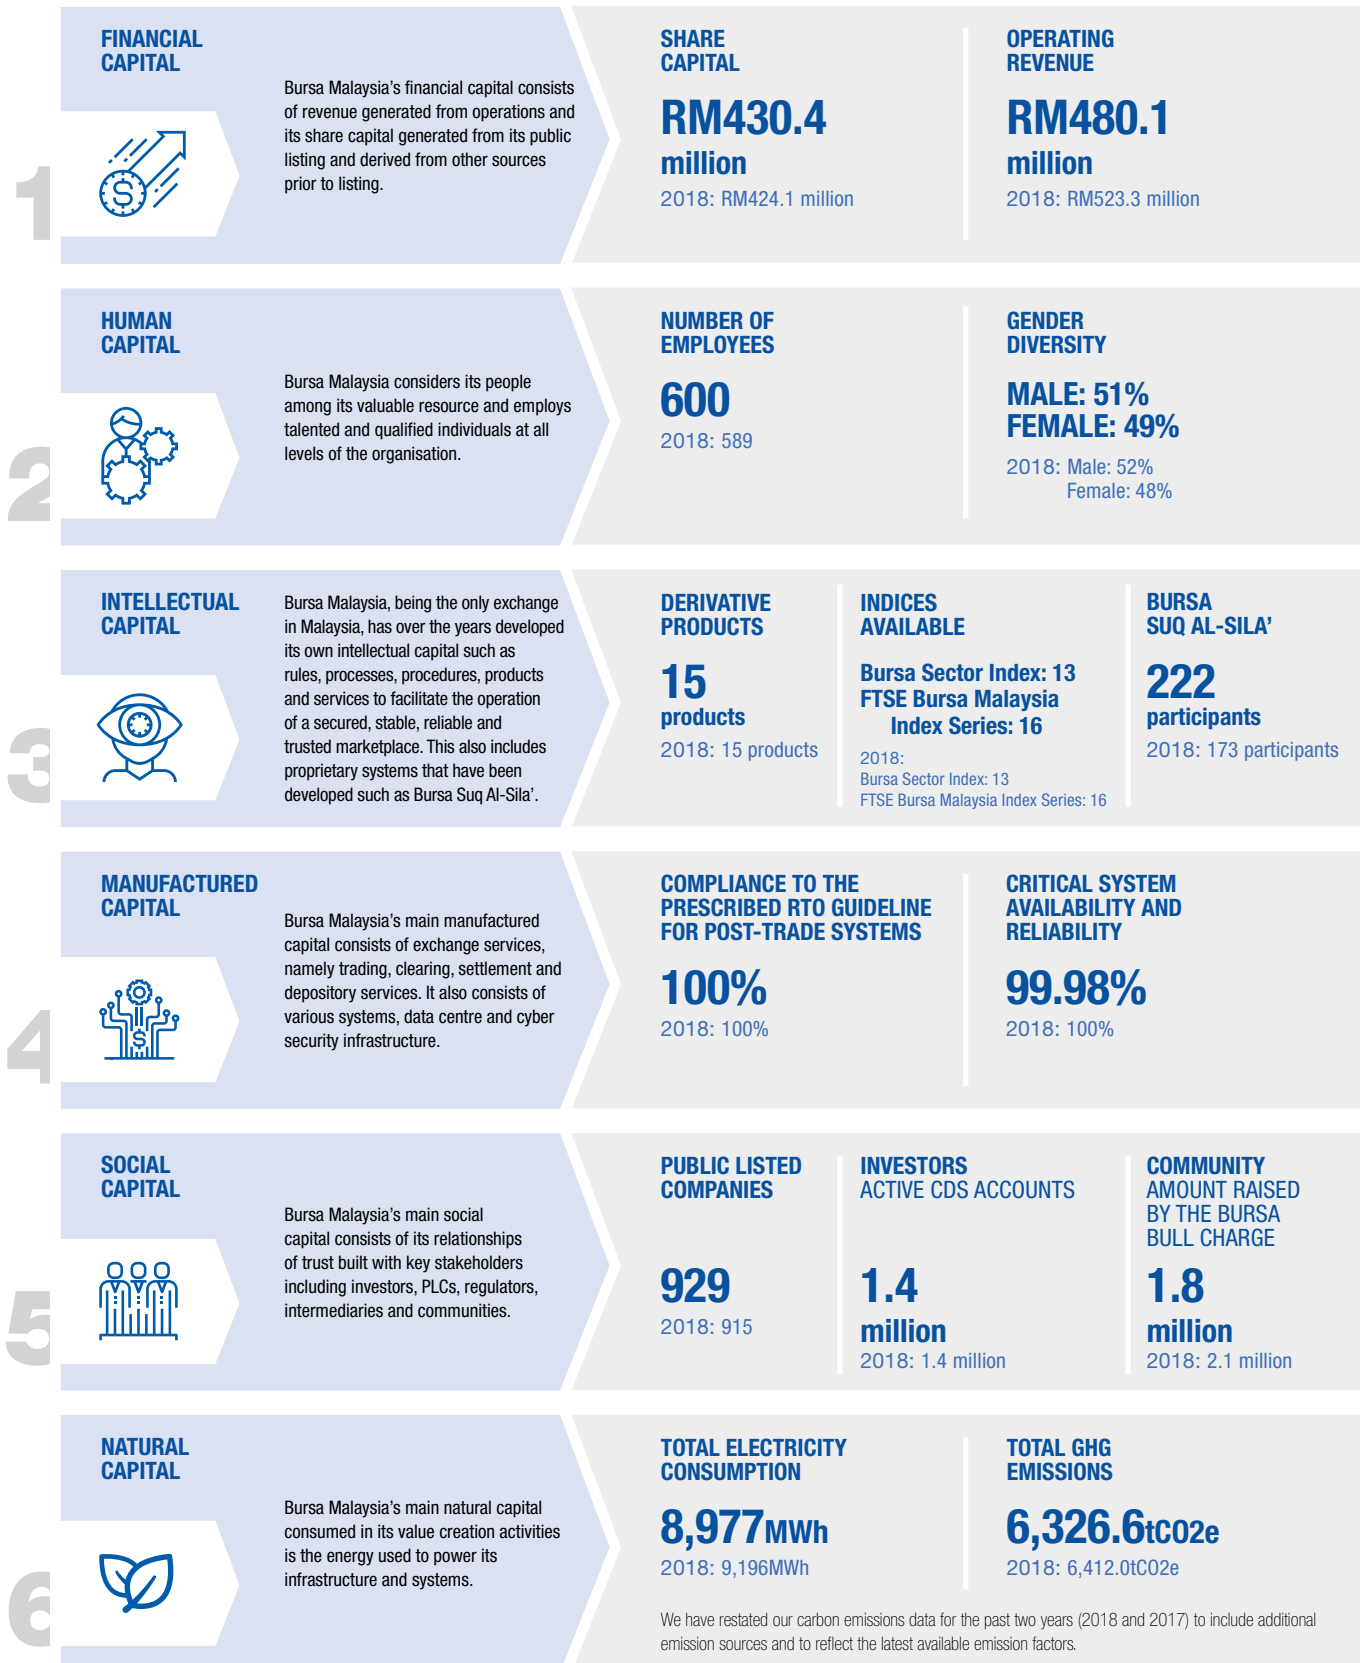 1
FINANCIAL
CAPITAL
Bursa Malaysia's financial capital consists
of revenue generated from operations and
its share capital generated from its public
listing and derived from other sources
prior to listing.
SHARE
CAPITAL
RM430.4
million
2018: RM424.1 million
OPERATING
REVENUE
RM480.1
million
2018: RM523.3 million
2
HUMAN
CAPITAL
Bursa Malaysia considers its people
among its valuable resource and employs
talented and qualified individuals at all
levels of the organisation.
NUMBER OF
EMPLOYEES
600
2018: 589
GENDER
DIVERSITY
MALE: 51%
FEMALE: 49%
2018: Male: 52%
Female: 48%
3
INTELLECTUAL
CAPITAL
Bursa Malaysia, being the only exchange
in Malaysia, has over the years developed
its own intellectual capital such as
rules, processes, procedures, products
and services to facilitate the operation
of a secured, stable, reliable and
trusted marketplace. This also includes
proprietary systems that have been
developed such as Bursa Suq Al-Sila'.
DERIVATIVE
PRODUCTS
15
products
2018: 15 products
INDICES
AVAILABLE
Bursa Sector Index: 13
FTSE Bursa Malaysia
Index Series: 16
2018:
Bursa Sector Index: 13
FTSE Bursa Malaysia Index Series: 16
BURSA
SUQ AL-SILA'
222
participants
2018: 173 participants
4
MANUFACTURED
CAPITAL
Bursa Malaysia's main manufactured
capital consists of exchange services,
namely trading, clearing, settlement and
depository services. It also consists of
various systems, data centre and cyber
security infrastructure.
COMPLIANCE TO THE
PRESCRIBED RTO GUIDELINE
FOR POST-TRADE SYSTEMS
100%
2018: 100%
CRITICAL SYSTEM
AVAILABILITY AND
RELIABILITY
99.98%
2018: 100%
5
SOCIAL
CAPITAL
Bursa Malaysia's main social
capital consists of its relationships
of trust built with key stakeholders
including investors, PLCs, regulators,
intermediaries and communities.
PUBLIC LISTED
COMPANIES
929
2018: 915
INVESTORS
ACTIVE CDS ACCOUNTS
1.4
million
2018: 1.4 million
COMMUNITY
AMOUNT RAISED
BY THE BURSA
BULL CHARGE
1.8
million
2018: 2.1 million
6
NATURAL
CAPITAL
Bursa Malaysia's main natural capital
consumed in its value creation activities
is the energy used to power its
infrastructure and systems.
TOTAL ELECTRICITY
CONSUMPTION
8,977MWh
2018: 9,196MWh
TOTAL GHG
EMISSIONS
6,326.6tCO2e
2018: 6,412.0tCO2e
We have restated our carbon emissions data for the past two years (2018 and 2017) to include additional
emission sources and to reflect the latest available emission factors.